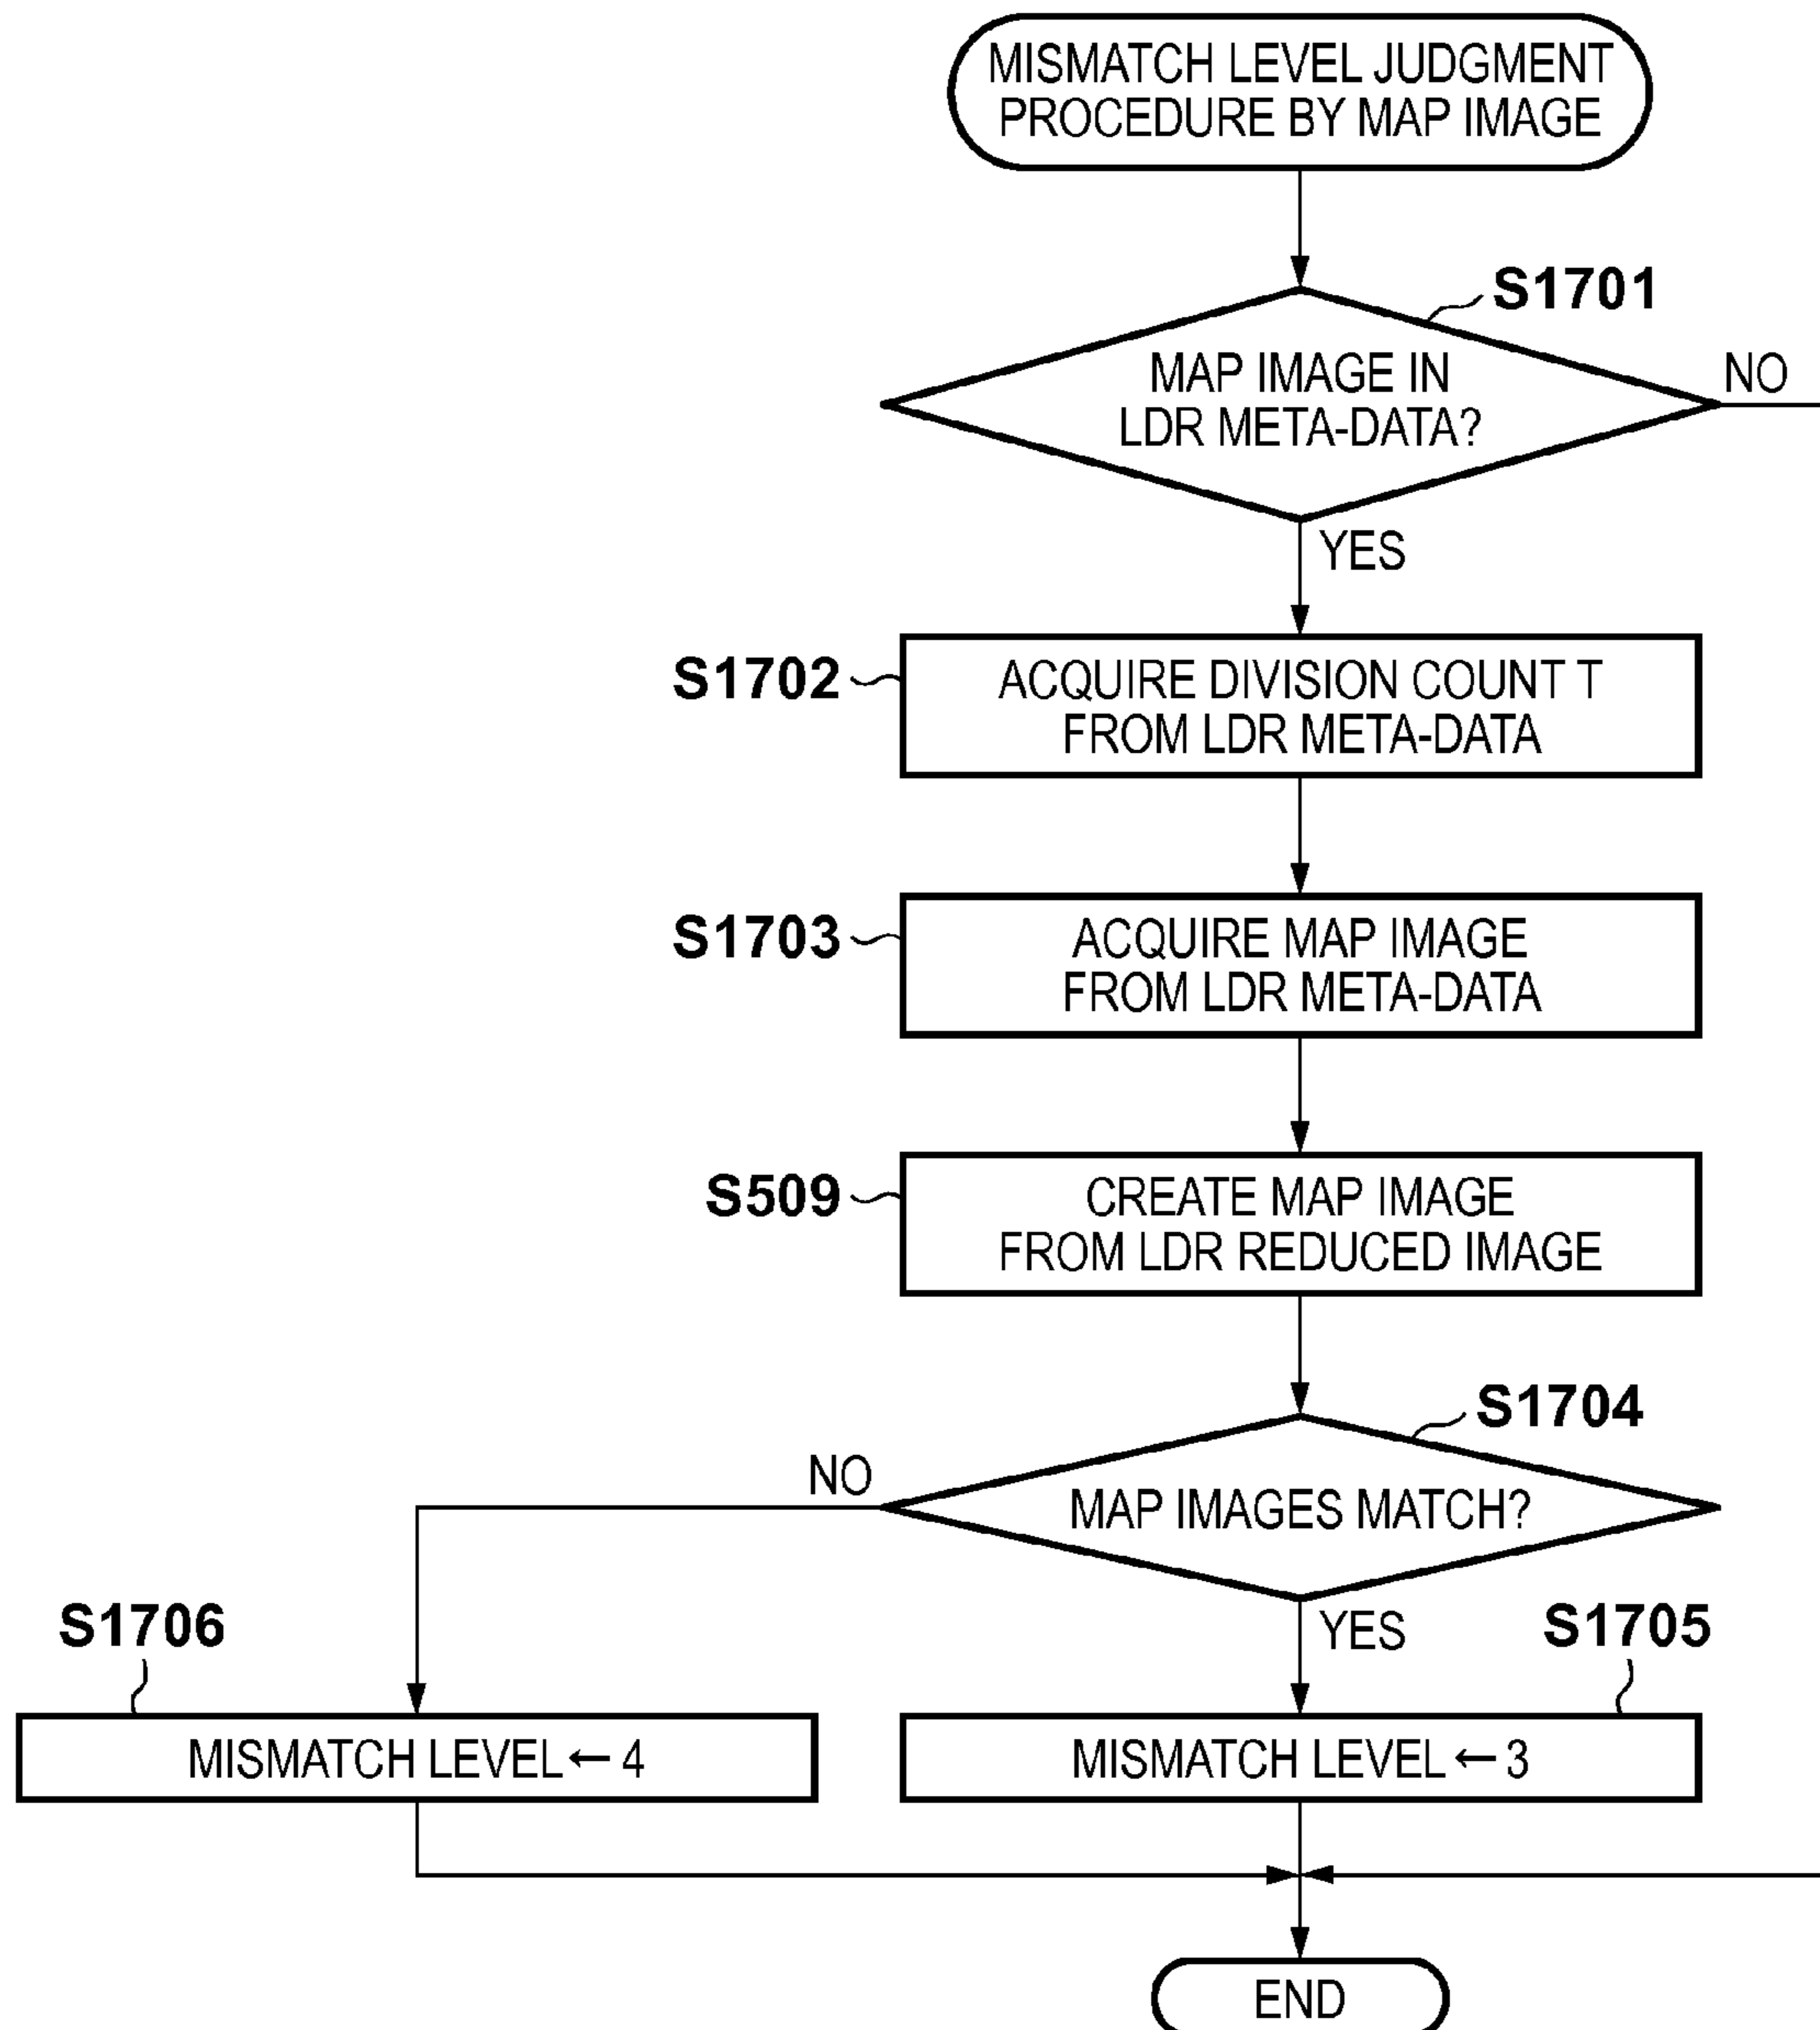 MISMATCH LEVEL JUDGMENT
PROCEDURE BY MAP IMAGE
S1701
MAP IMAGE IN
LDR META-DATA?
NO
YES
S1702
ACQUIRE DIVISION COUNT T
FROM LDR META-DATA
S1703
ACQUIRE MAP IMAGE
FROM LDR META-DATA
S509
CREATE MAP IMAGE
FROM LDR REDUCED IMAGE
S1704
NO
MAP IMAGES MATCH?
YES
S1706
S1705
MISMATCH LEVEL ← 4
MISMATCH LEVEL ← 3
END